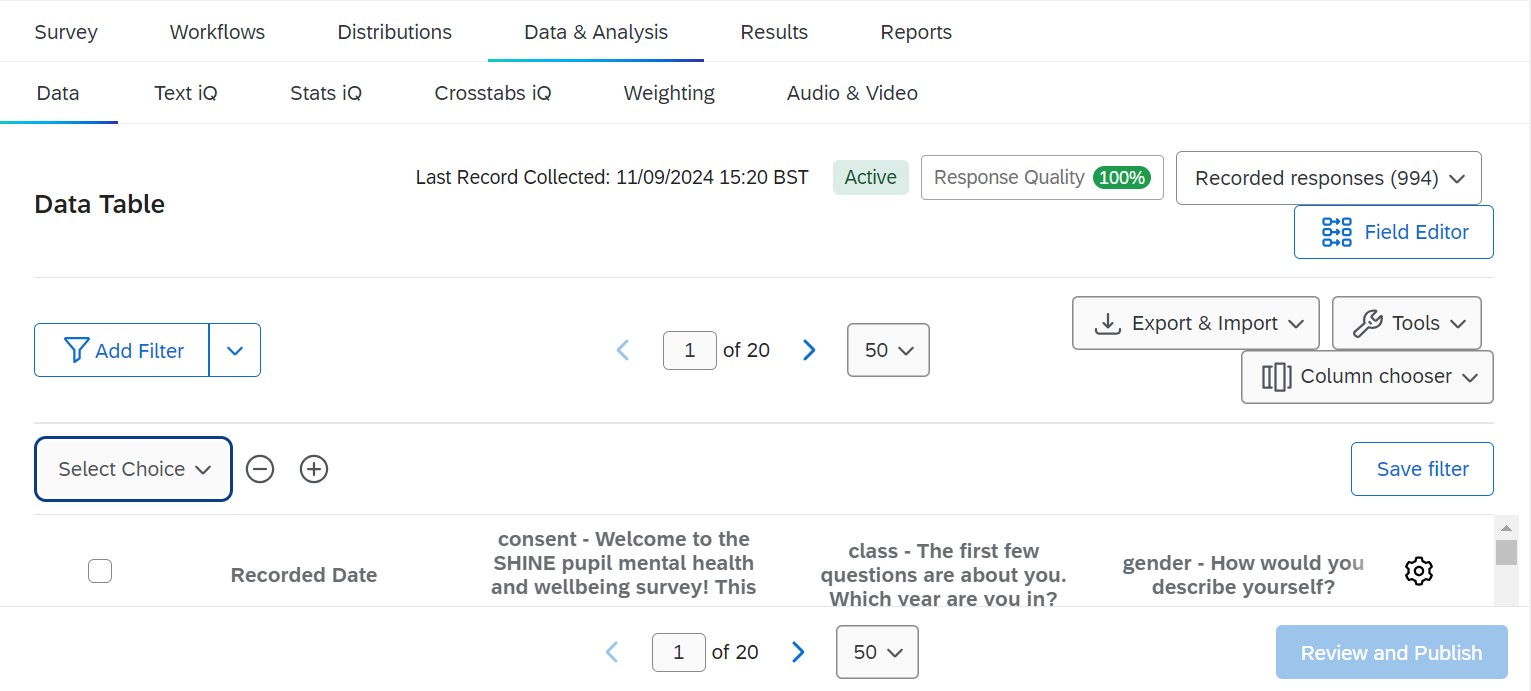 Survey Workflows Distributions Data & Analysis Results Reports
Data Text iQ Stats iQ Crosstabs iQ Weighting Audio & Video
Last Record Collected: 11/09/2024 15:20 BST Active Response Quality 100% Recorded responses (994)
Data Table
Field Editor
Export & Import Tools
Add Filter 1 of 20 50
Column chooser
Select Choice Save filter
consent - Welcome to the
SHINE pupil mental health
and wellbeing survey! This
Recorded Date
class - The first few
questions are about you.
Which year are you in?
gender - How would you
describe yourself?
1 of 20 50 Review and Publish